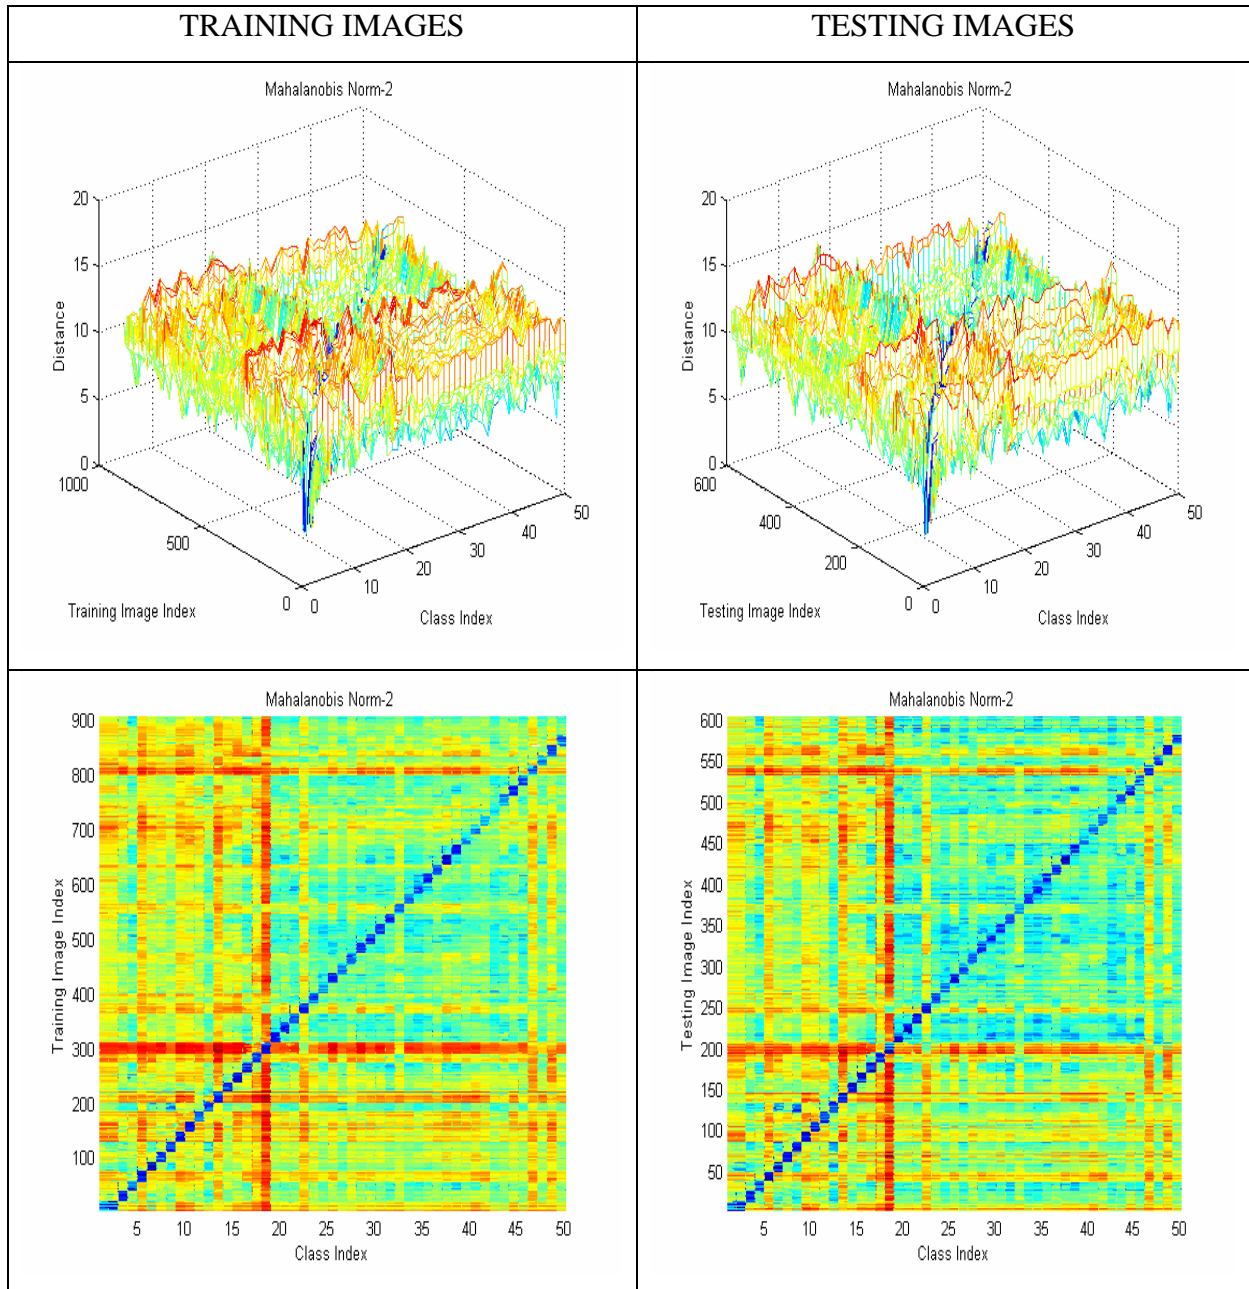 TRAINING IMAGES
TESTING IMAGES
Mahalanobis Norm-2
20
15
10
5
0
Distance
1000
500
0
Training Image Index
0
10
20
30
40
50
Class Index
Mahalanobis Norm-2
20
15
10
5
0
Distance
600
400
200
0
Testing Image Index
0
10
20
30
40
50
Class Index
Mahalanobis Norm-2
900
800
700
600
500
400
300
200
100
Training Image Index
5 10 15 20 25 30 35 40 45 50
Class Index
Mahalanobis Norm-2
600
550
500
450
400
350
300
250
200
150
100
50
Testing Image Index
5 10 15 20 25 30 35 40 45 50
Class Index